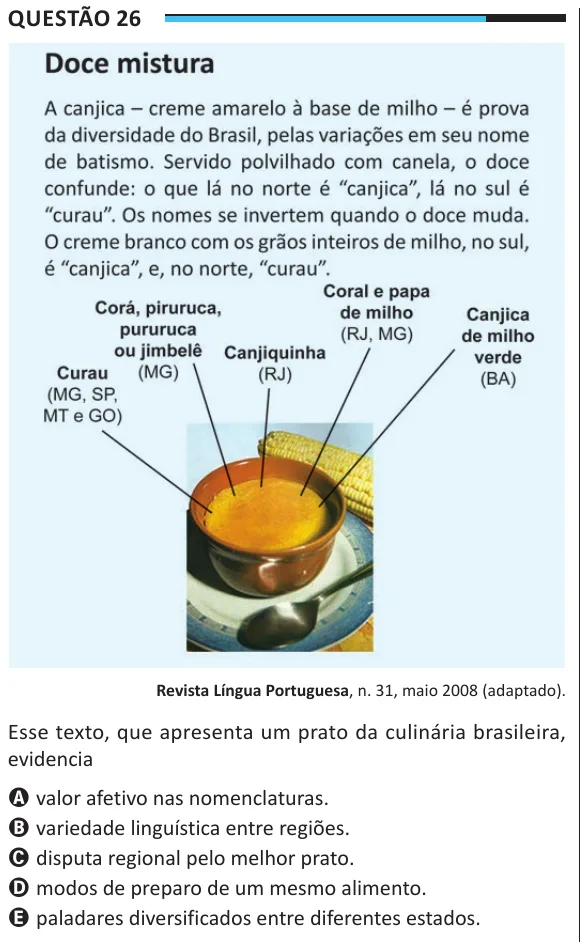 QUESTÃO 26
Doce mistura
A canjica – creme amarelo à base de milho – é prova
da diversidade do Brasil, pelas variações em seu nome
de batismo. Servido polvilhado com canela, o doce
confunde: o que lá no norte é “canjica”, lá no sul é
“curau”. Os nomes se invertem quando o doce muda.
O creme branco com os grãos inteiros de milho, no sul,
é “canjica”, e, no norte, “curau”.
Curau
(MG, SP,
MT e GO)
Corá, piruruca,
pururuca
ou jimbelê
(MG)
Canjiquinha
(RJ)
Coral e papa
de milho
(RJ, MG)
Canjica
de milho
verde
(BA)
Revista Língua Portuguesa, n. 31, maio 2008 (adaptado).
Esse texto, que apresenta um prato da culinária brasileira,
evidencia
A valor afetivo nas nomenclaturas.
B variedade linguística entre regiões.
C disputa regional pelo melhor prato.
D modos de preparo de um mesmo alimento.
E paladares diversificados entre diferentes estados.